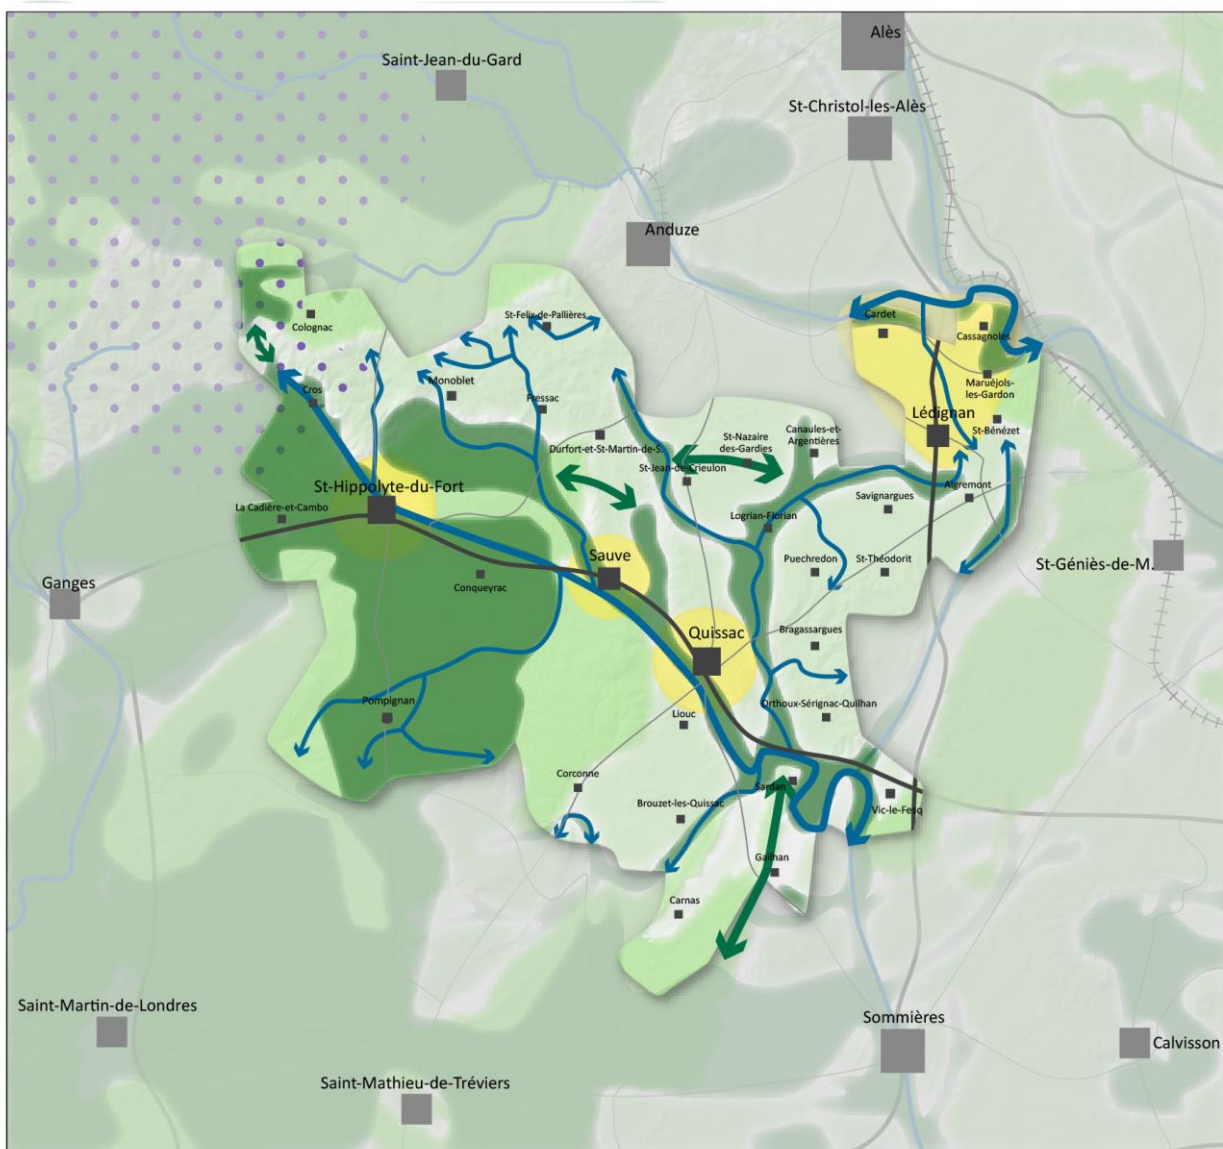 Alès
Saint-Jean-du-Gard
St-Christol-les-Alès
Anduze
Colognac
St-Felix-de-Pallières
Cardet
Cassagnoles
Maruéjols-
les-Gardon
Cros
Monoblet
Fressac
Lédignan
St-Bénézet
Canaules-et-
Argentières
St-Nazaire
des-Gardies
Durfort-et-St-Martin-de-S.
St-Jean-de-Crieulon
St-Hippolyte-du-Fort
La Cadière-et-Cambo
Savignargues
Aigremont
Logrian-Florian
Sauve
Puechredon
St-Théodorit
St-Géniès-de-M.
Ganges
Conqueyrac
Quissac
Bragassargues
Pompignan
Liouc
Orthoux-Sérignac-Quilhan
Corconne
Sardan
Vic-le-Fesq
Brouzet-les-Quissac
Gailhan
Carnas
Saint-Martin-de-Londres
Sommières
Calvisson
Saint-Mathieu-de-Tréviers